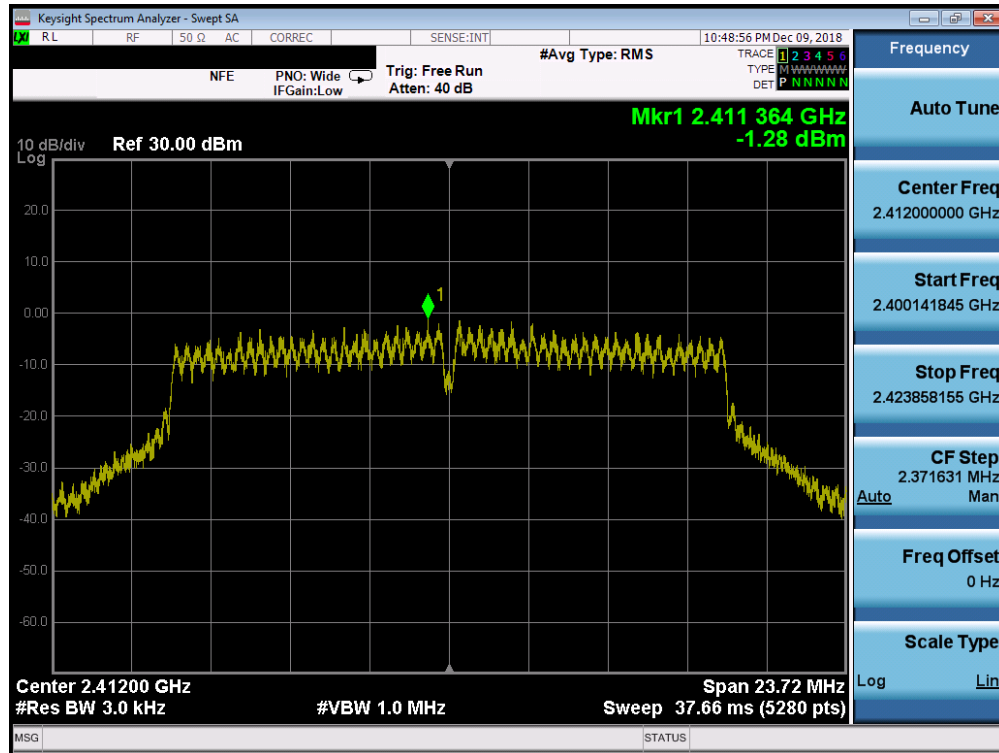 Keysight Spectrum Analyzer - Swept SA
LXI RL RF 50 Ω AC CORREC SENSE:INT 10:48:56 PM Dec 09, 2018
NFE PNO: Wide Trig: Free Run #Avg Type: RMS TRACE 1 2 3 4 5 6
IFGain:Low Atten: 40 dB TYPE M WWWWW
DET P N N N N N
Mkr1 2.411 364 GHz
-1.28 dBm
10 dB/div Ref 30.00 dBm
Log
1
20.0
10.0
0.00
-10.0
-20.0
-30.0
-40.0
-50.0
-60.0
Center 2.41200 GHz Span 23.72 MHz
#Res BW 3.0 kHz #VBW 1.0 MHz Sweep 37.66 ms (5280 pts)
MSG STATUS
Frequency
Auto Tune
Center Freq
2.412000000 GHz
Start Freq
2.400141845 GHz
Stop Freq
2.423858155 GHz
CF Step
2.371631 MHz
Auto Man
Freq Offset
0 Hz
Scale Type
Log Lin